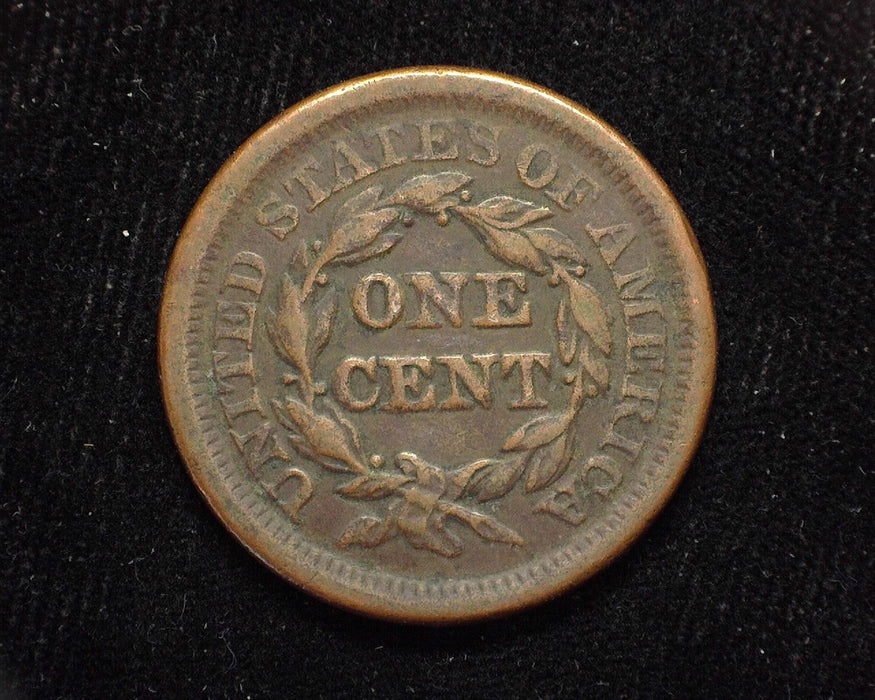 UNITED STATES OF AMERICA
ONE
CENT